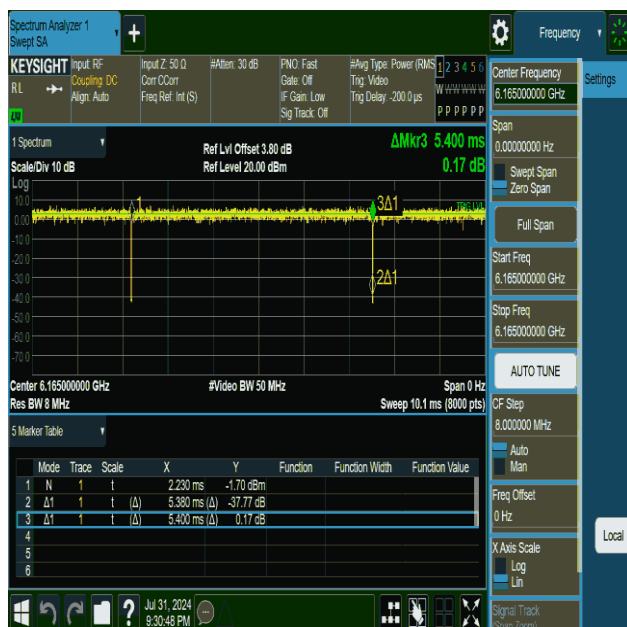 Spectrum Analyzer 1
Swept SA
+
Frequency
KEYSIGHT
RL
Input: RF
Coupling: DC
Align: Auto
Input Z: 50 Ω
Corr CCorr
Freq Ref: Int (S)
#Atten: 30 dB
PNO: Fast
Gate: Off
IF Gain: Low
Sig Track: Off
#Avg Type: Power (RMS
Trig: Video
Trig Delay: -200.0 µs
1 2 3 4 5 6
W W W W W W
P P P P P P
1 Spectrum
Scale/Div 10 dB
Ref Lvl Offset 3.80 dB
Ref Level 20.00 dBm
ΔMkr3 5.400 ms
0.17 dB
Log
10.0
0.00
-10.0
-20.0
-30.0
-40.0
-50.0
-60.0
-70.0
1
3Δ1
TRIG LVL
2Δ1
Center 6.165000000 GHz
#Video BW 50 MHz
Span 0 Hz
Res BW 8 MHz
Sweep 10.1 ms (8000 pts)
5 Marker Table
Mode Trace Scale X Y Function Function Width Function Value
1 N 1 t 2.230 ms -1.70 dBm
2 Δ1 1 t (Δ) 5.380 ms (Δ) -37.77 dB
3 Δ1 1 t (Δ) 5.400 ms (Δ) 0.17 dB
4
5
6
?
Jul 31, 2024
9:30:48 PM
Center Frequency
6.165000000 GHz
Settings
Span
0.00000000 Hz
Swept Span
Zero Span
Full Span
Start Freq
6.165000000 GHz
Stop Freq
6.165000000 GHz
AUTO TUNE
CF Step
8.000000 MHz
Auto
Man
Freq Offset
0 Hz
X Axis Scale
Log
Lin
Local
Signal Track
(Span Zoom)